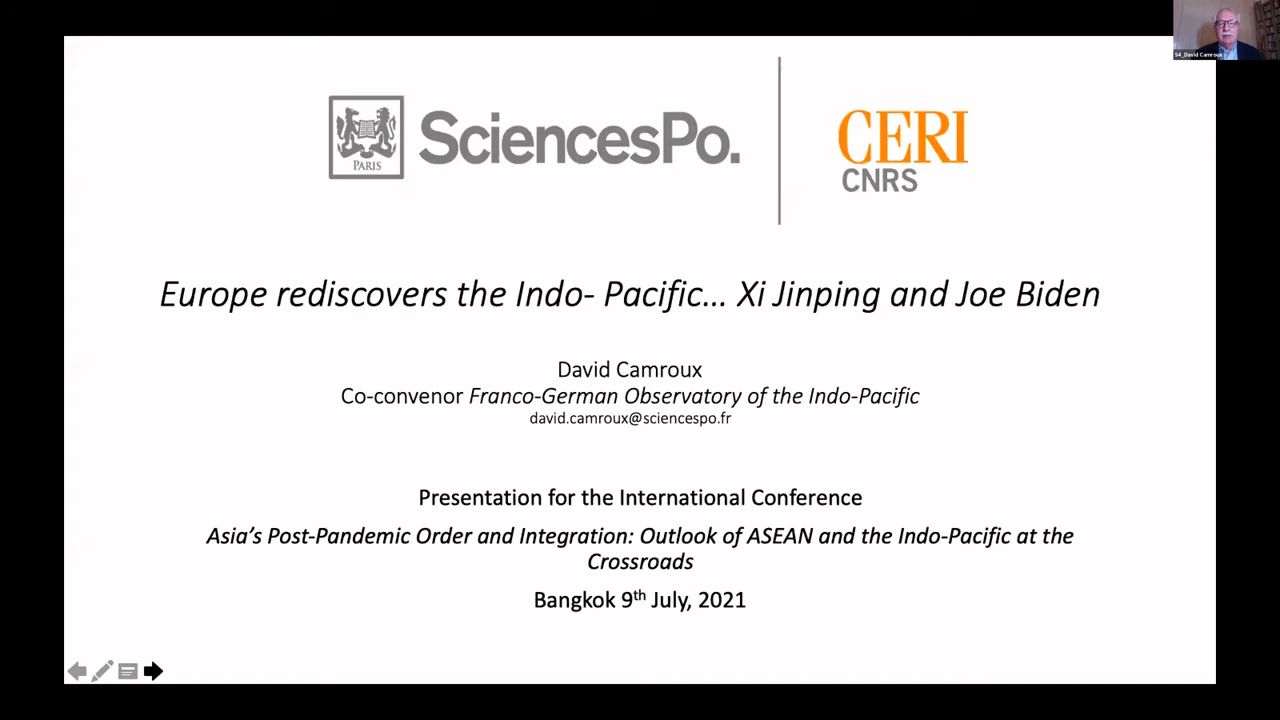 S4_David Camroux
PARIS
SciencesPo.
CERI
CNRS
Europe rediscovers the Indo- Pacific... Xi Jinping and Joe Biden
David Camroux
Co-convenor Franco-German Observatory of the Indo-Pacific
david.camroux@sciencespo.fr
Presentation for the International Conference
Asia's Post-Pandemic Order and Integration: Outlook of ASEAN and the Indo-Pacific at the
Crossroads
Bangkok 9th July, 2021